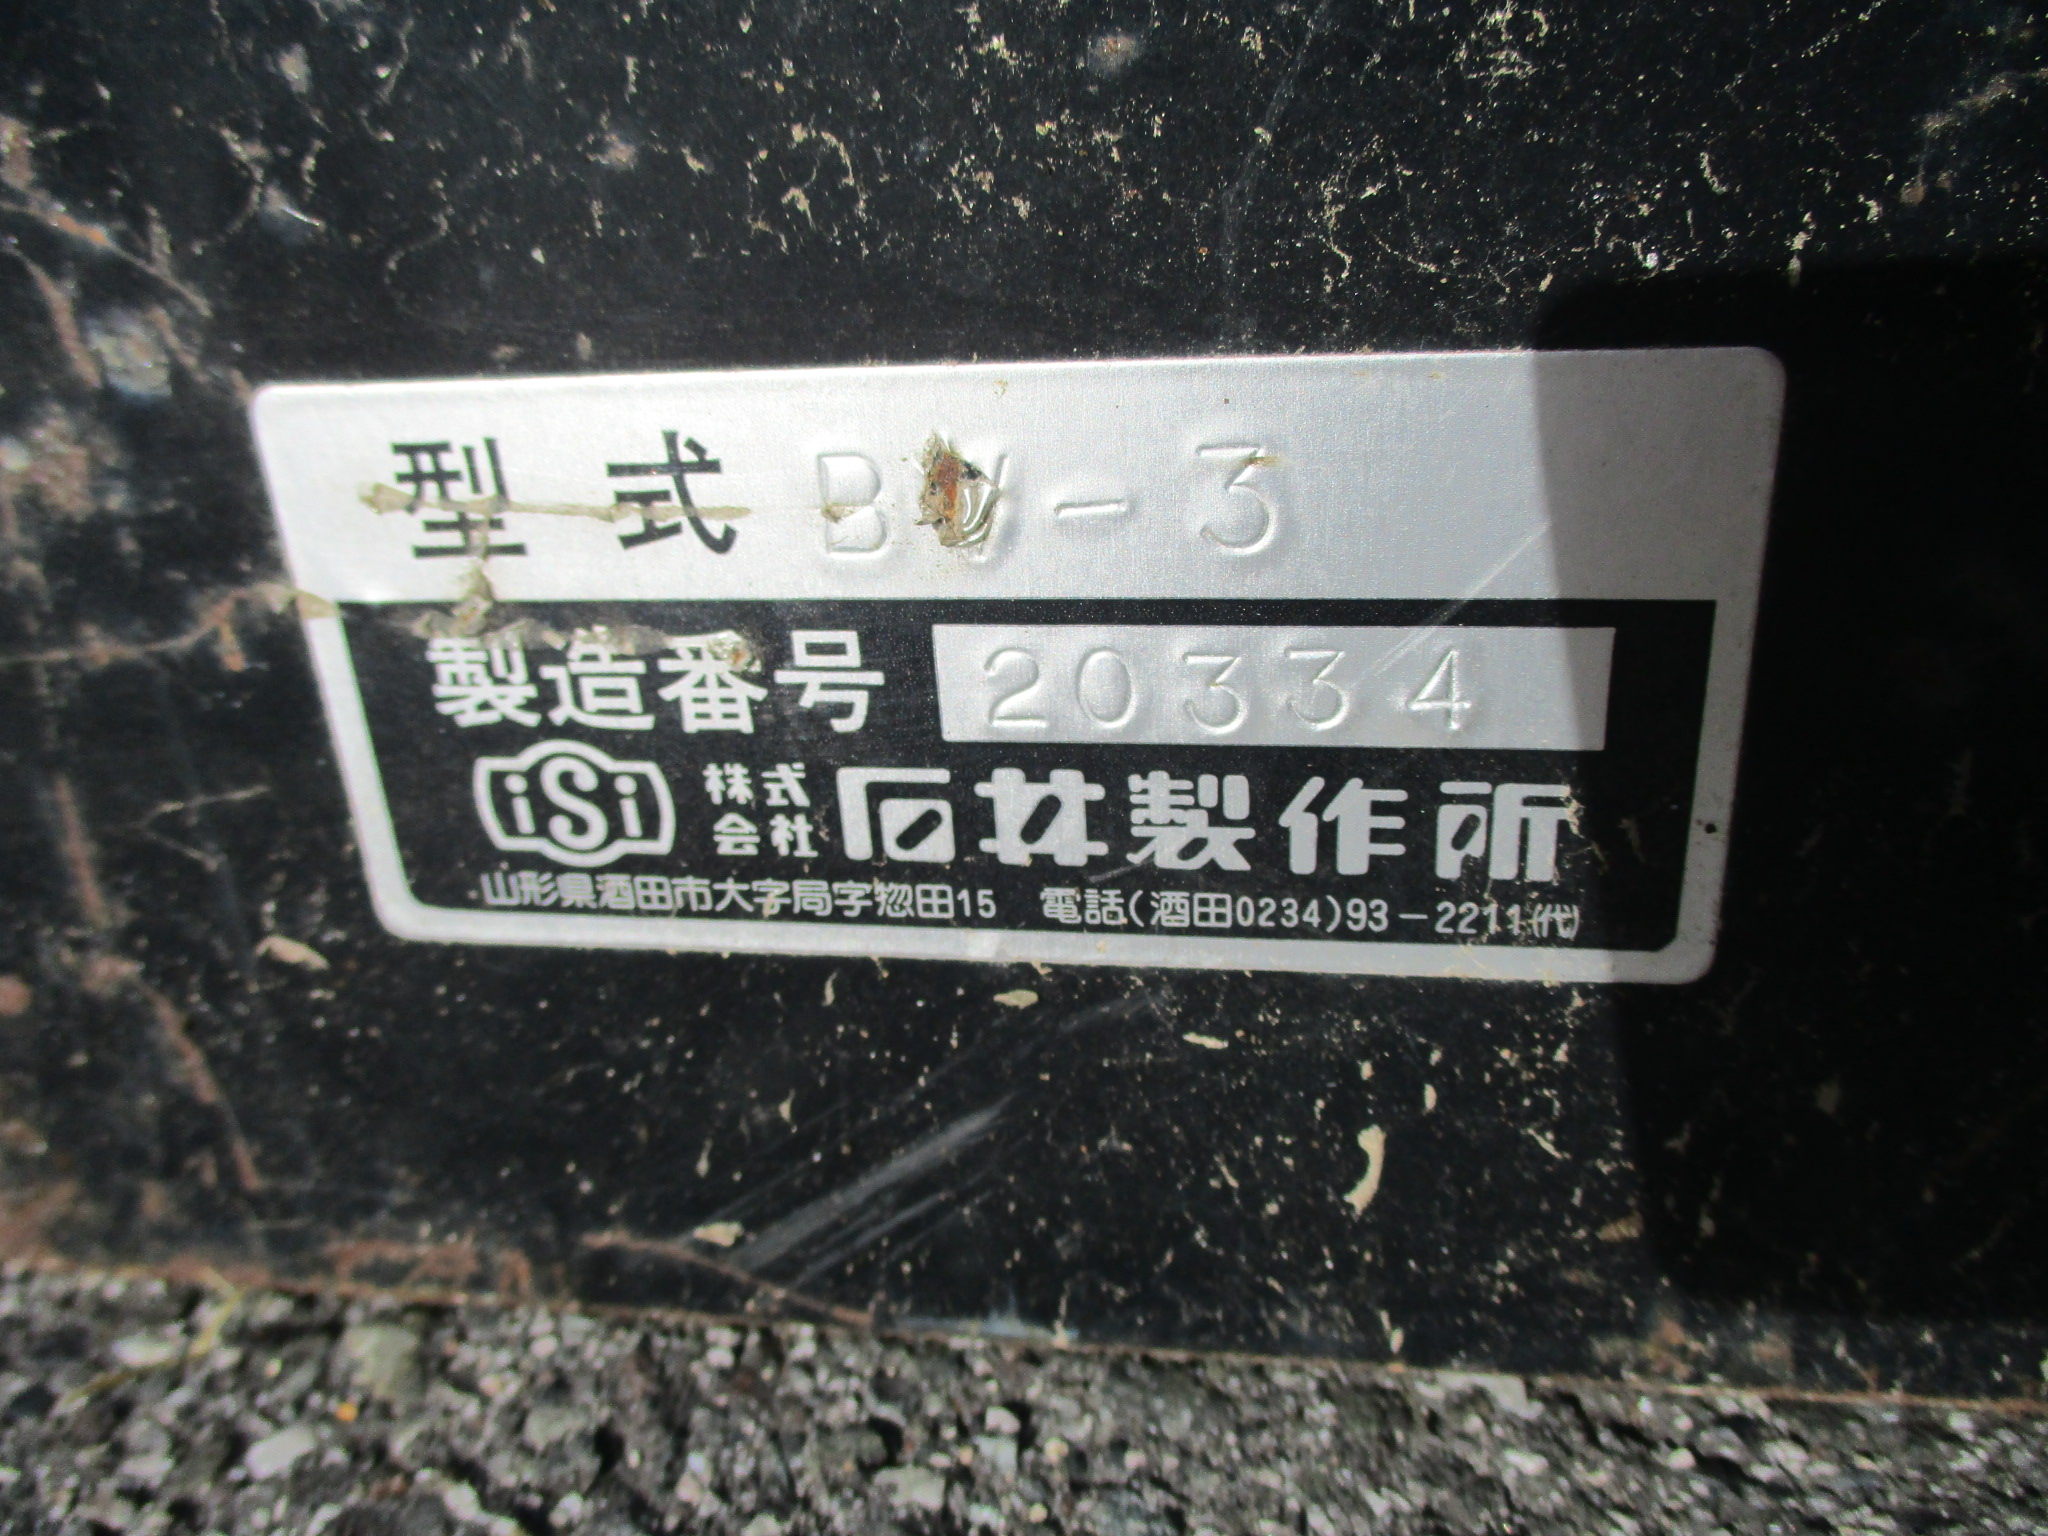 型式 BW-3
製造番号 20334
iSi 株式会社 石井製作所
山形県酒田市大字局字惣田15 電話(酒田0234)93-2211(代)